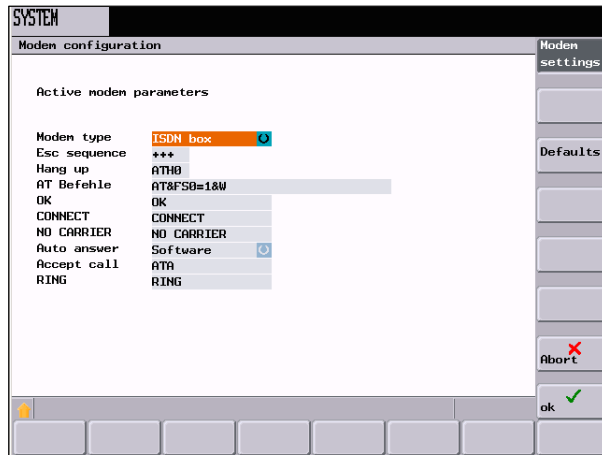 SYSTEM
Modem configuration
Modem settings
Active modem parameters
Modem type ISDN box
Esc sequence +++
Defaults
Hang up ATH0
AT Befehle AT&FS0=1&W
OK OK
CONNECT CONNECT
NO CARRIER NO CARRIER
Auto answer Software
Accept call ATA
RING RING
Abort
ok